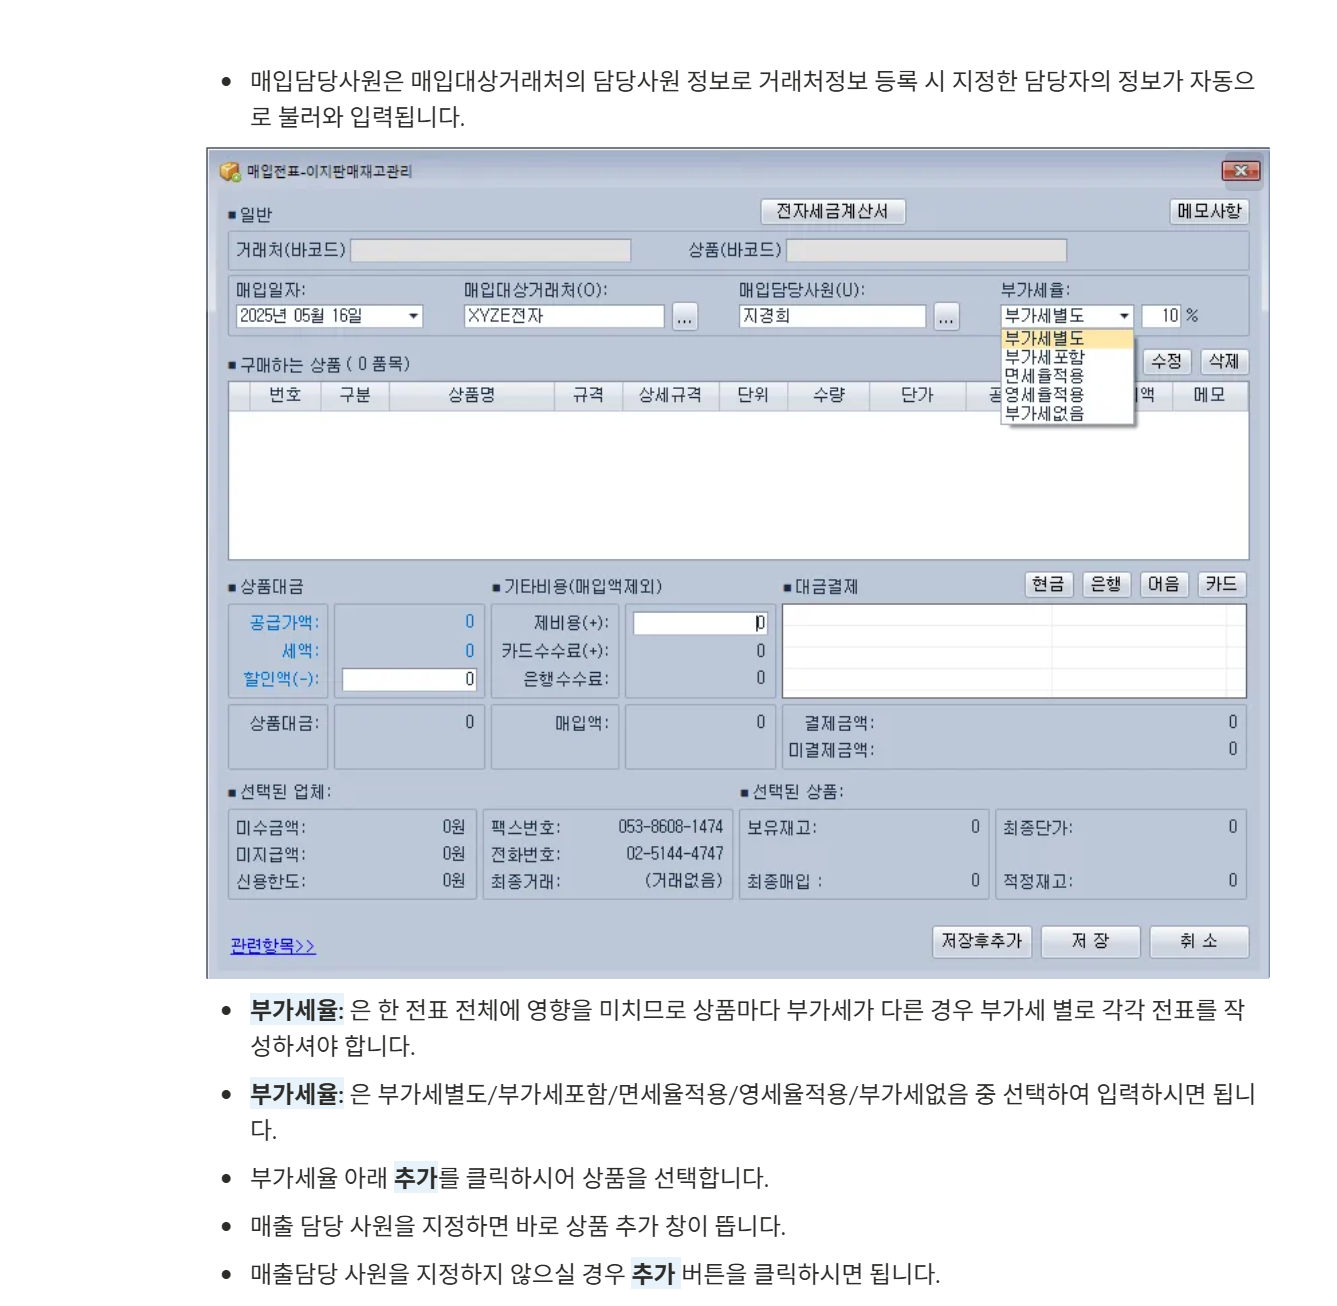 매입담당사원은 매입대상거래처의 담당사원 정보로 거래처정보 등록 시 지정한 담당자의 정보가 자동으
로 불러와 입력됩니다.
매입전표-이지판매재고관리
■ 일반 전자세금계산서 메모사항
거래처(바코드) 상품(바코드)
매입일자: 매입대상거래처(O): 매입담당사원(U): 부가세율:
2025년 05월 16일 XYZE전자 ... 지경희 ... 부가세별도 10 %
부가세별도
부가세포함
면세율적용
영세율적용
부가세없음
■ 구매하는 상품 ( 0 품목) 수정 삭제
번호 구분 상품명 규격 상세규격 단위 수량 단가 메모
■ 상품대금 ■ 기타비용(매입액제외) ■ 대금결제 현금 은행 어음 카드
공급가액: 0 제비용(+): 0
세액: 0 카드수수료(+): 0
할인액(-): 0 은행수수료: 0
상품대금: 0 매입액: 0 결제금액: 0
미결제금액: 0
■ 선택된 업체: ■ 선택된 상품:
미수금액: 0원 팩스번호: 053-8608-1474 보유재고: 0 최종단가: 0
미지급액: 0원 전화번호: 02-5144-4747
신용한도: 0원 최종거래: (거래없음) 최종매입 : 0 적정재고: 0
관련항목>> 저장후추가 저 장 취 소
부가세율: 은 한 전표 전체에 영향을 미치므로 상품마다 부가세가 다른 경우 부가세 별로 각각 전표를 작
성하셔야 합니다.
부가세율: 은 부가세별도/부가세포함/면세율적용/영세율적용/부가세없음 중 선택하여 입력하시면 됩니
다.
부가세율 아래 추가를 클릭하시어 상품을 선택합니다.
매출 담당 사원을 지정하면 바로 상품 추가 창이 뜹니다.
매출담당 사원을 지정하지 않으실 경우 추가 버튼을 클릭하시면 됩니다.